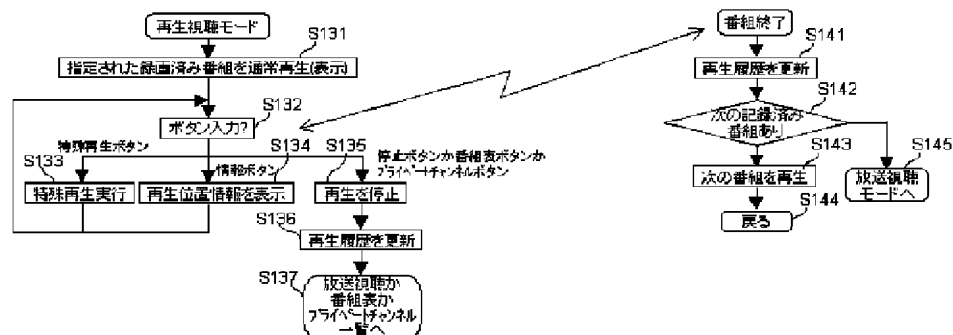 再生視聴モード
S131
指定された録画済み番組を通常再生(表示)
S132
ボタン入力?
特殊再生ボタン
S133
特殊再生実行
情報ボタン
S134
再生位置情報を表示
S135
停止ボタンか番組表ボタンか
プライベートチャンネルボタン
再生を停止
S136
再生履歴を更新
S137
放送視聴か
番組表か
プライベートチャンネル
一覧へ
番組終了
S141
再生履歴を更新
S142
次の記録済み
番組あり
S143
次の番組を再生
S144
戻る
S145
放送視聴
モードへ